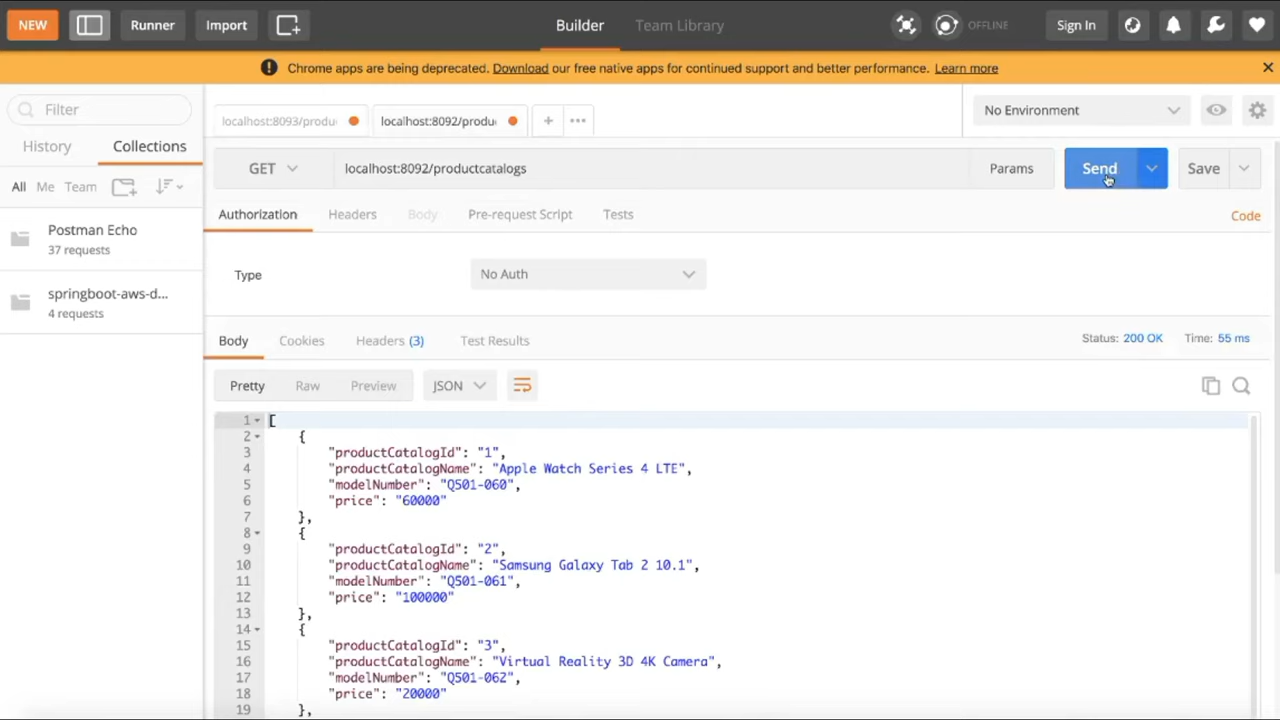 NEW Runner Import Builder Team Library OFFLINE Sign In
Chrome apps are being deprecated. Download our free native apps for continued support and better performance. Learn more
Filter
History Collections
All Me Team
Postman Echo
37 requests
springboot-aws-d...
4 requests
localhost:8093/produ localhost:8092/produ + ••• No Environment
GET localhost:8092/productcatalogs Params Send Save
Authorization Headers Body Pre-request Script Tests Code
Type No Auth
Body Cookies Headers (3) Test Results Status: 200 OK Time: 55 ms
Pretty Raw Preview JSON
1 [
2 {
3 "productCatalogId": "1",
4 "productCatalogName": "Apple Watch Series 4 LTE",
5 "modelNumber": "Q501-060",
6 "price": "60000"
7 },
8 {
9 "productCatalogId": "2",
10 "productCatalogName": "Samsung Galaxy Tab 2 10.1",
11 "modelNumber": "Q501-061",
12 "price": "100000"
13 },
14 {
15 "productCatalogId": "3",
16 "productCatalogName": "Virtual Reality 3D 4K Camera",
17 "modelNumber": "Q501-062",
18 "price": "20000"
19 },